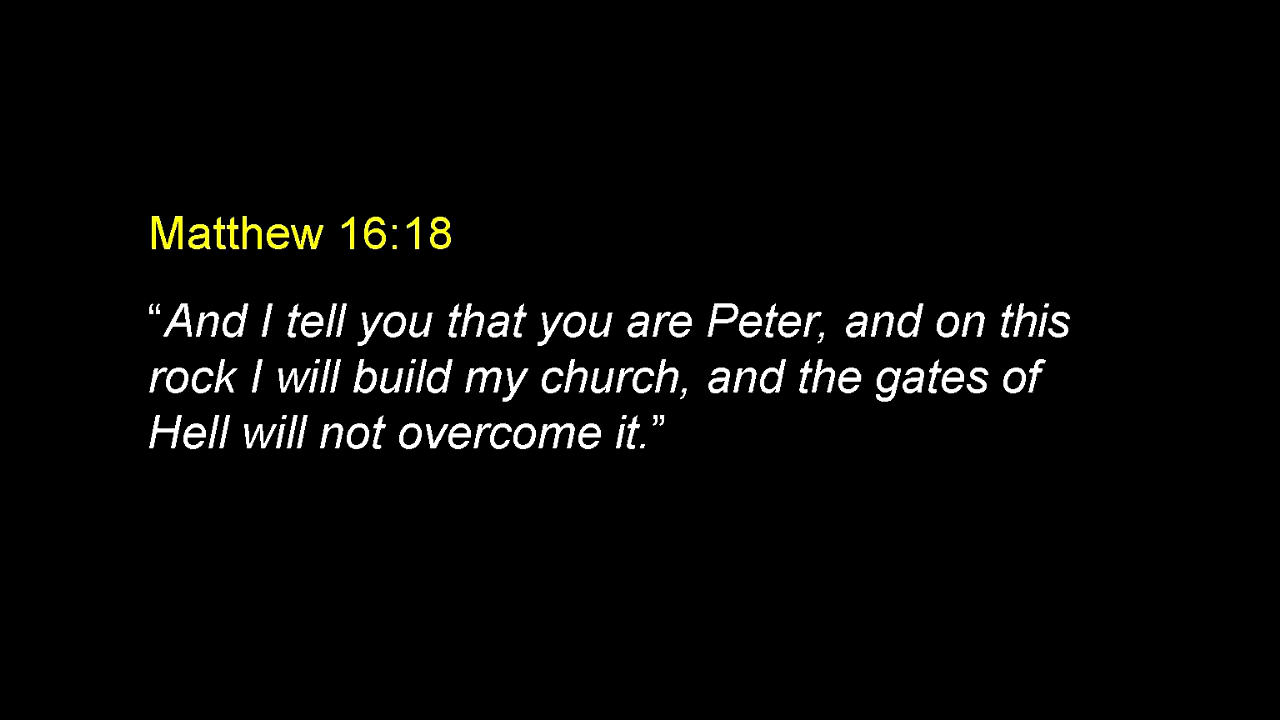 Matthew 16:18
“And I tell you that you are Peter, and on this
rock I will build my church, and the gates of
Hell will not overcome it.”